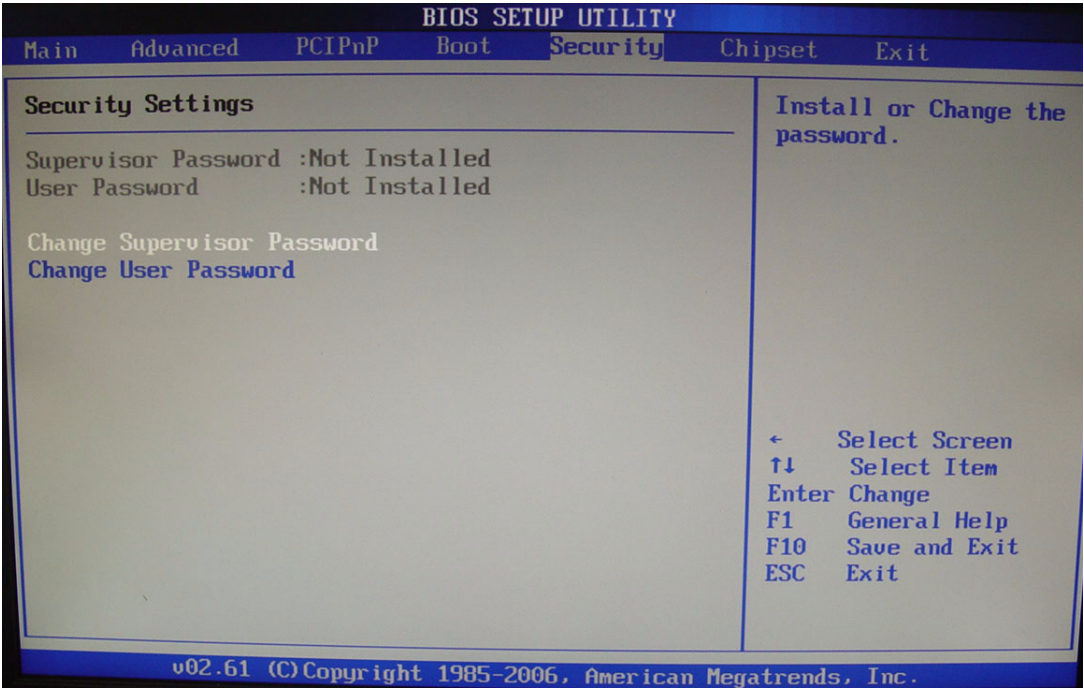 BIOS SETUP UTILITY
Main Advanced PCIPnP Boot Security Chipset Exit
Security Settings
Supervisor Password :Not Installed
User Password :Not Installed
Change Supervisor Password
Change User Password
Install or Change the
password.
← Select Screen
↑↓ Select Item
Enter Change
F1 General Help
F10 Save and Exit
ESC Exit
v02.61 (C)Copyright 1985-2006, American Megatrends, Inc.